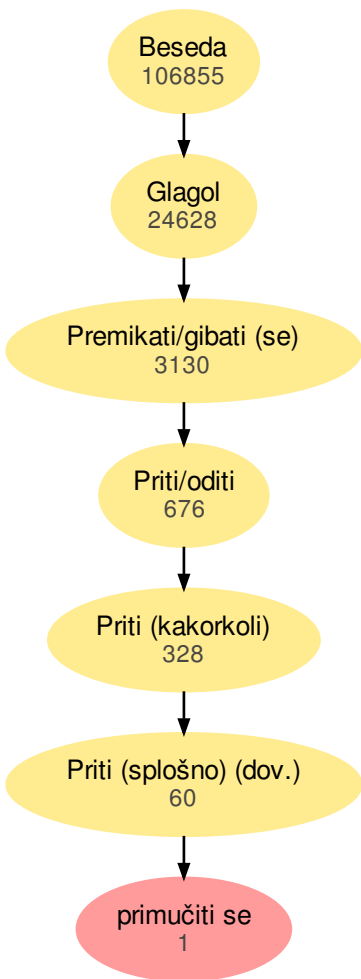 Beseda
106855
Glagol
24628
Premikati/gibati (se)
3130
Priti/oditi
676
Priti (kakorkoli)
328
Priti (splošno) (dov.)
60
primučiti se
1